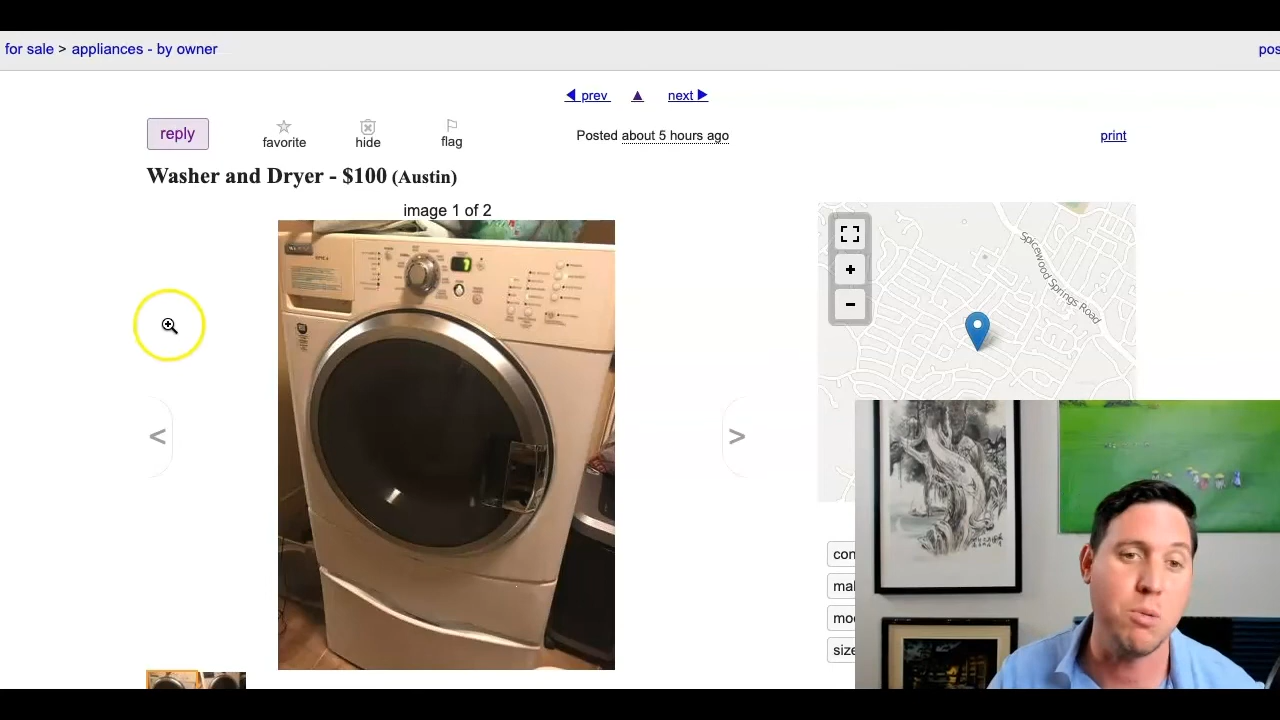 for sale > appliances - by owner
pos
◀ prev ▲ next ▶
reply
favorite
hide
flag
Posted about 5 hours ago
print
Washer and Dryer - $100 (Austin)
image 1 of 2
Spicewood Springs Road
+
−
<
>
con
mal
mod
size